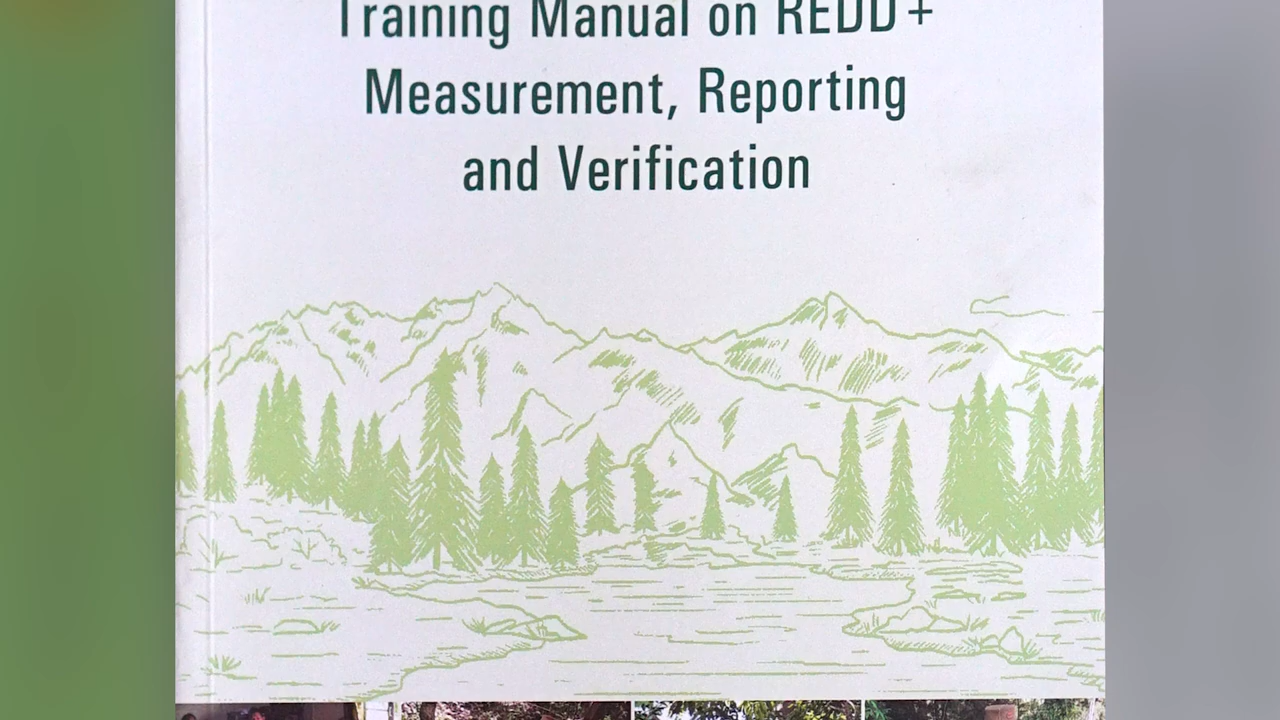 Training Manual on REDD+
Measurement, Reporting
and Verification